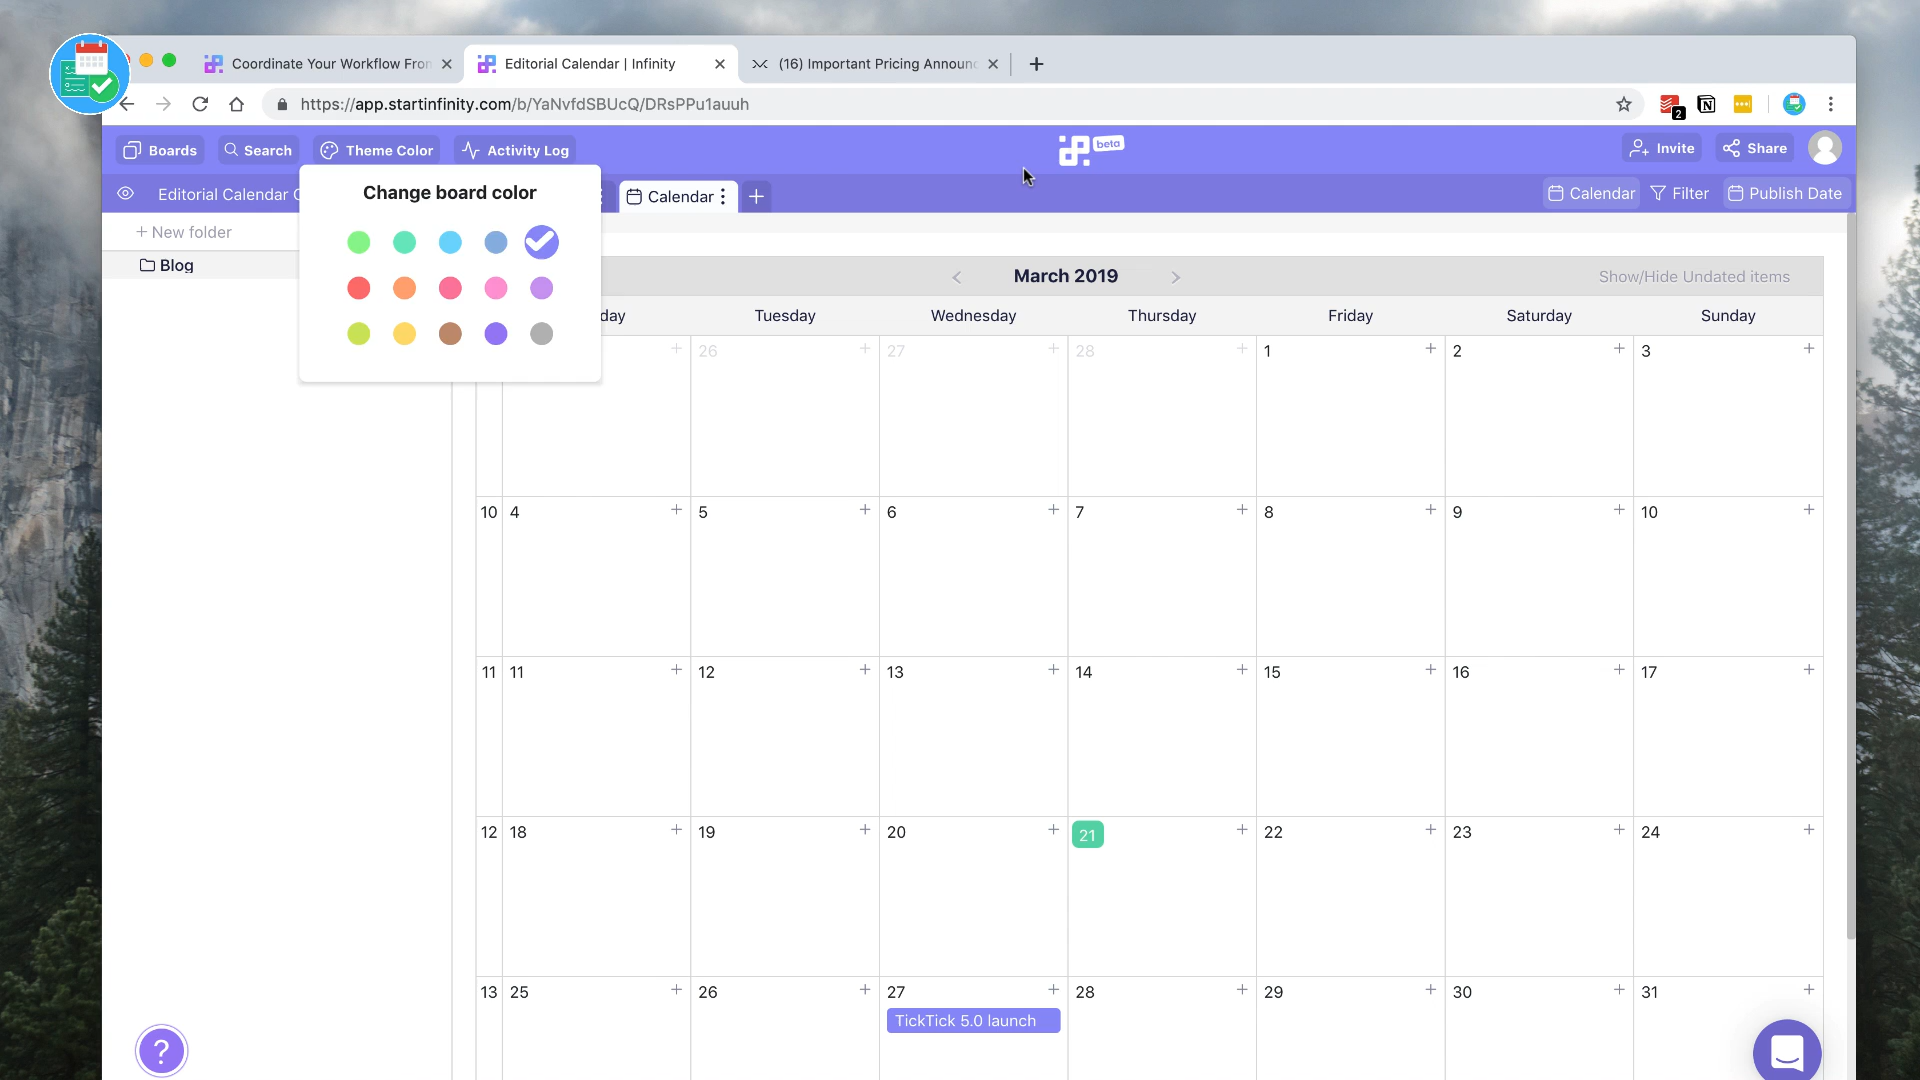 Coordinate Your Workflow Fron
Editorial Calendar | Infinity
(16) Important Pricing Announc
https://app.startinfinity.com/b/YaNvfdSBUcQ/DRsPPu1auuh
2
Boards
Search
Theme Color
Activity Log
beta
Invite
Share
Editorial Calendar
Calendar
Calendar
Filter
Publish Date
Change board color
+ New folder
Blog
March 2019
Show/Hide Undated items
day Tuesday Wednesday Thursday Friday Saturday Sunday
26 27 28 1 2 3
10 4 5 6 7 8 9 10
11 11 12 13 14 15 16 17
12 18 19 20 21 22 23 24
13 25 26 27 28 29 30 31
TickTick 5.0 launch
?